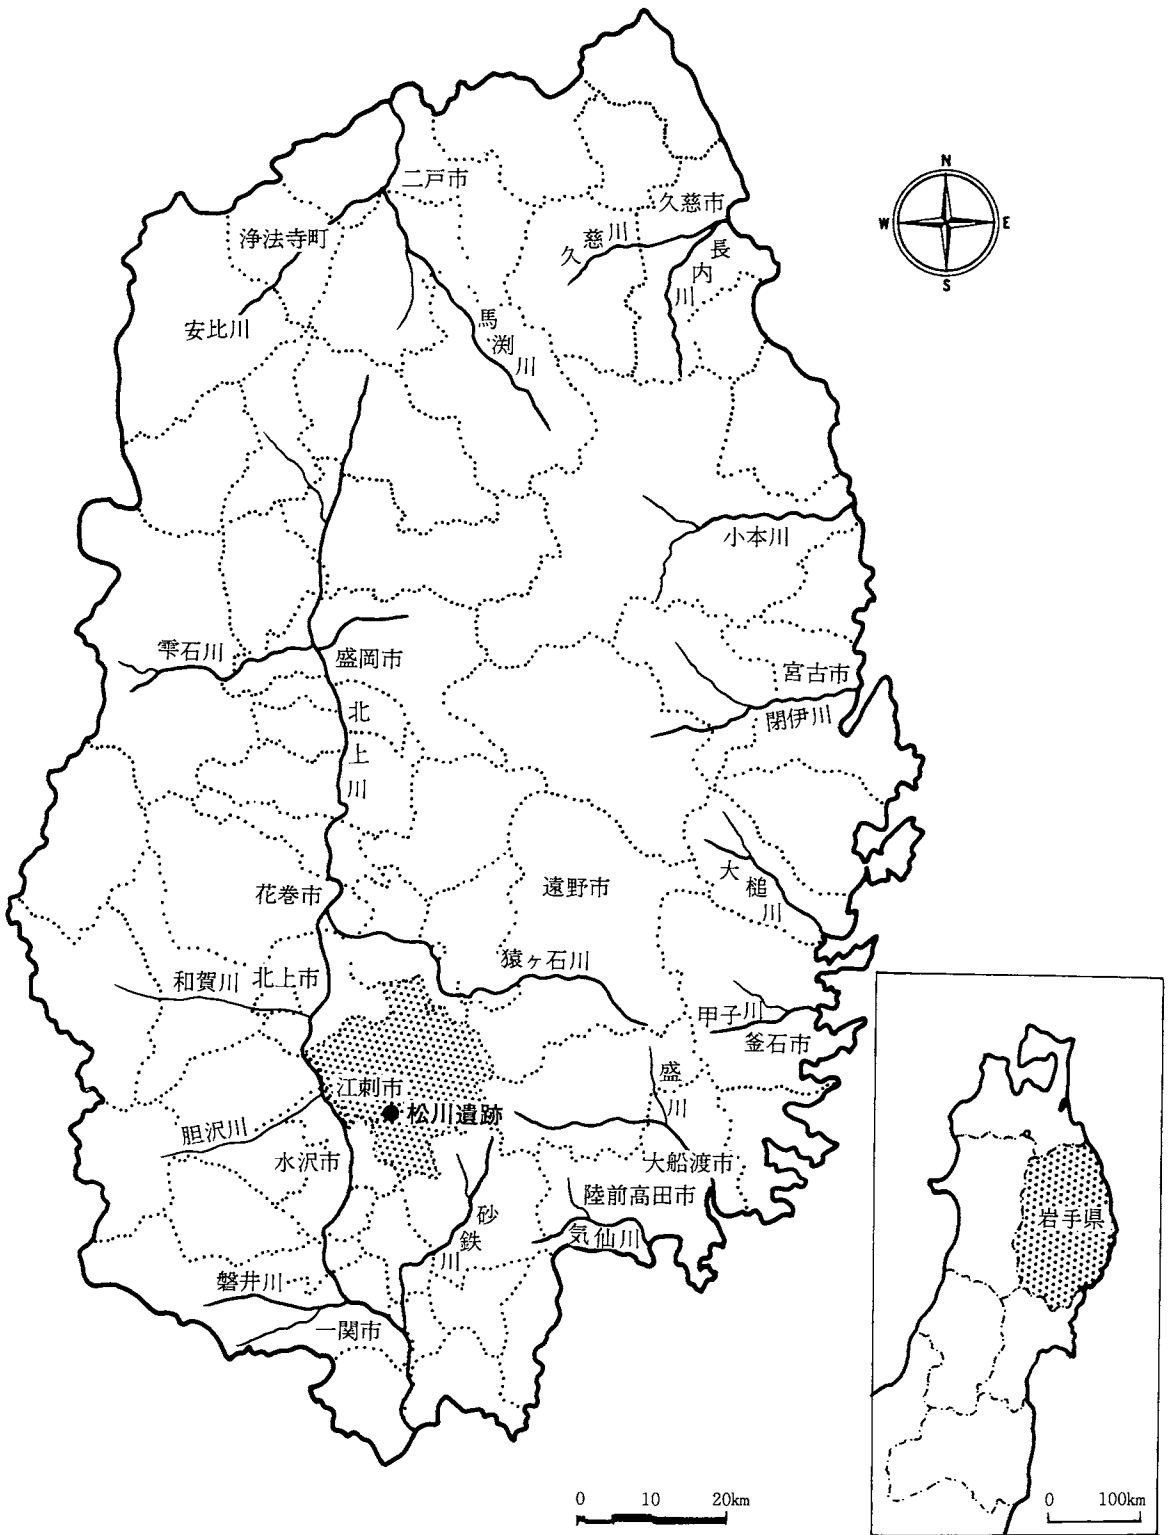 二戸市
久慈市
N
W
E
S
浄法寺町
久慈川
長内川
安比川
馬渕川
小本川
雫石川
盛岡市
宮古市
閉伊川
北上川
花巻市
遠野市
大槌川
猿ヶ石川
和賀川
北上市
甲子川
釜石市
江刺市
盛川
松川遺跡
胆沢川
水沢市
大船渡市
陸前高田市
砂鉄川
気仙川
磐井川
一関市
岩手県
0 10 20km
0 100km